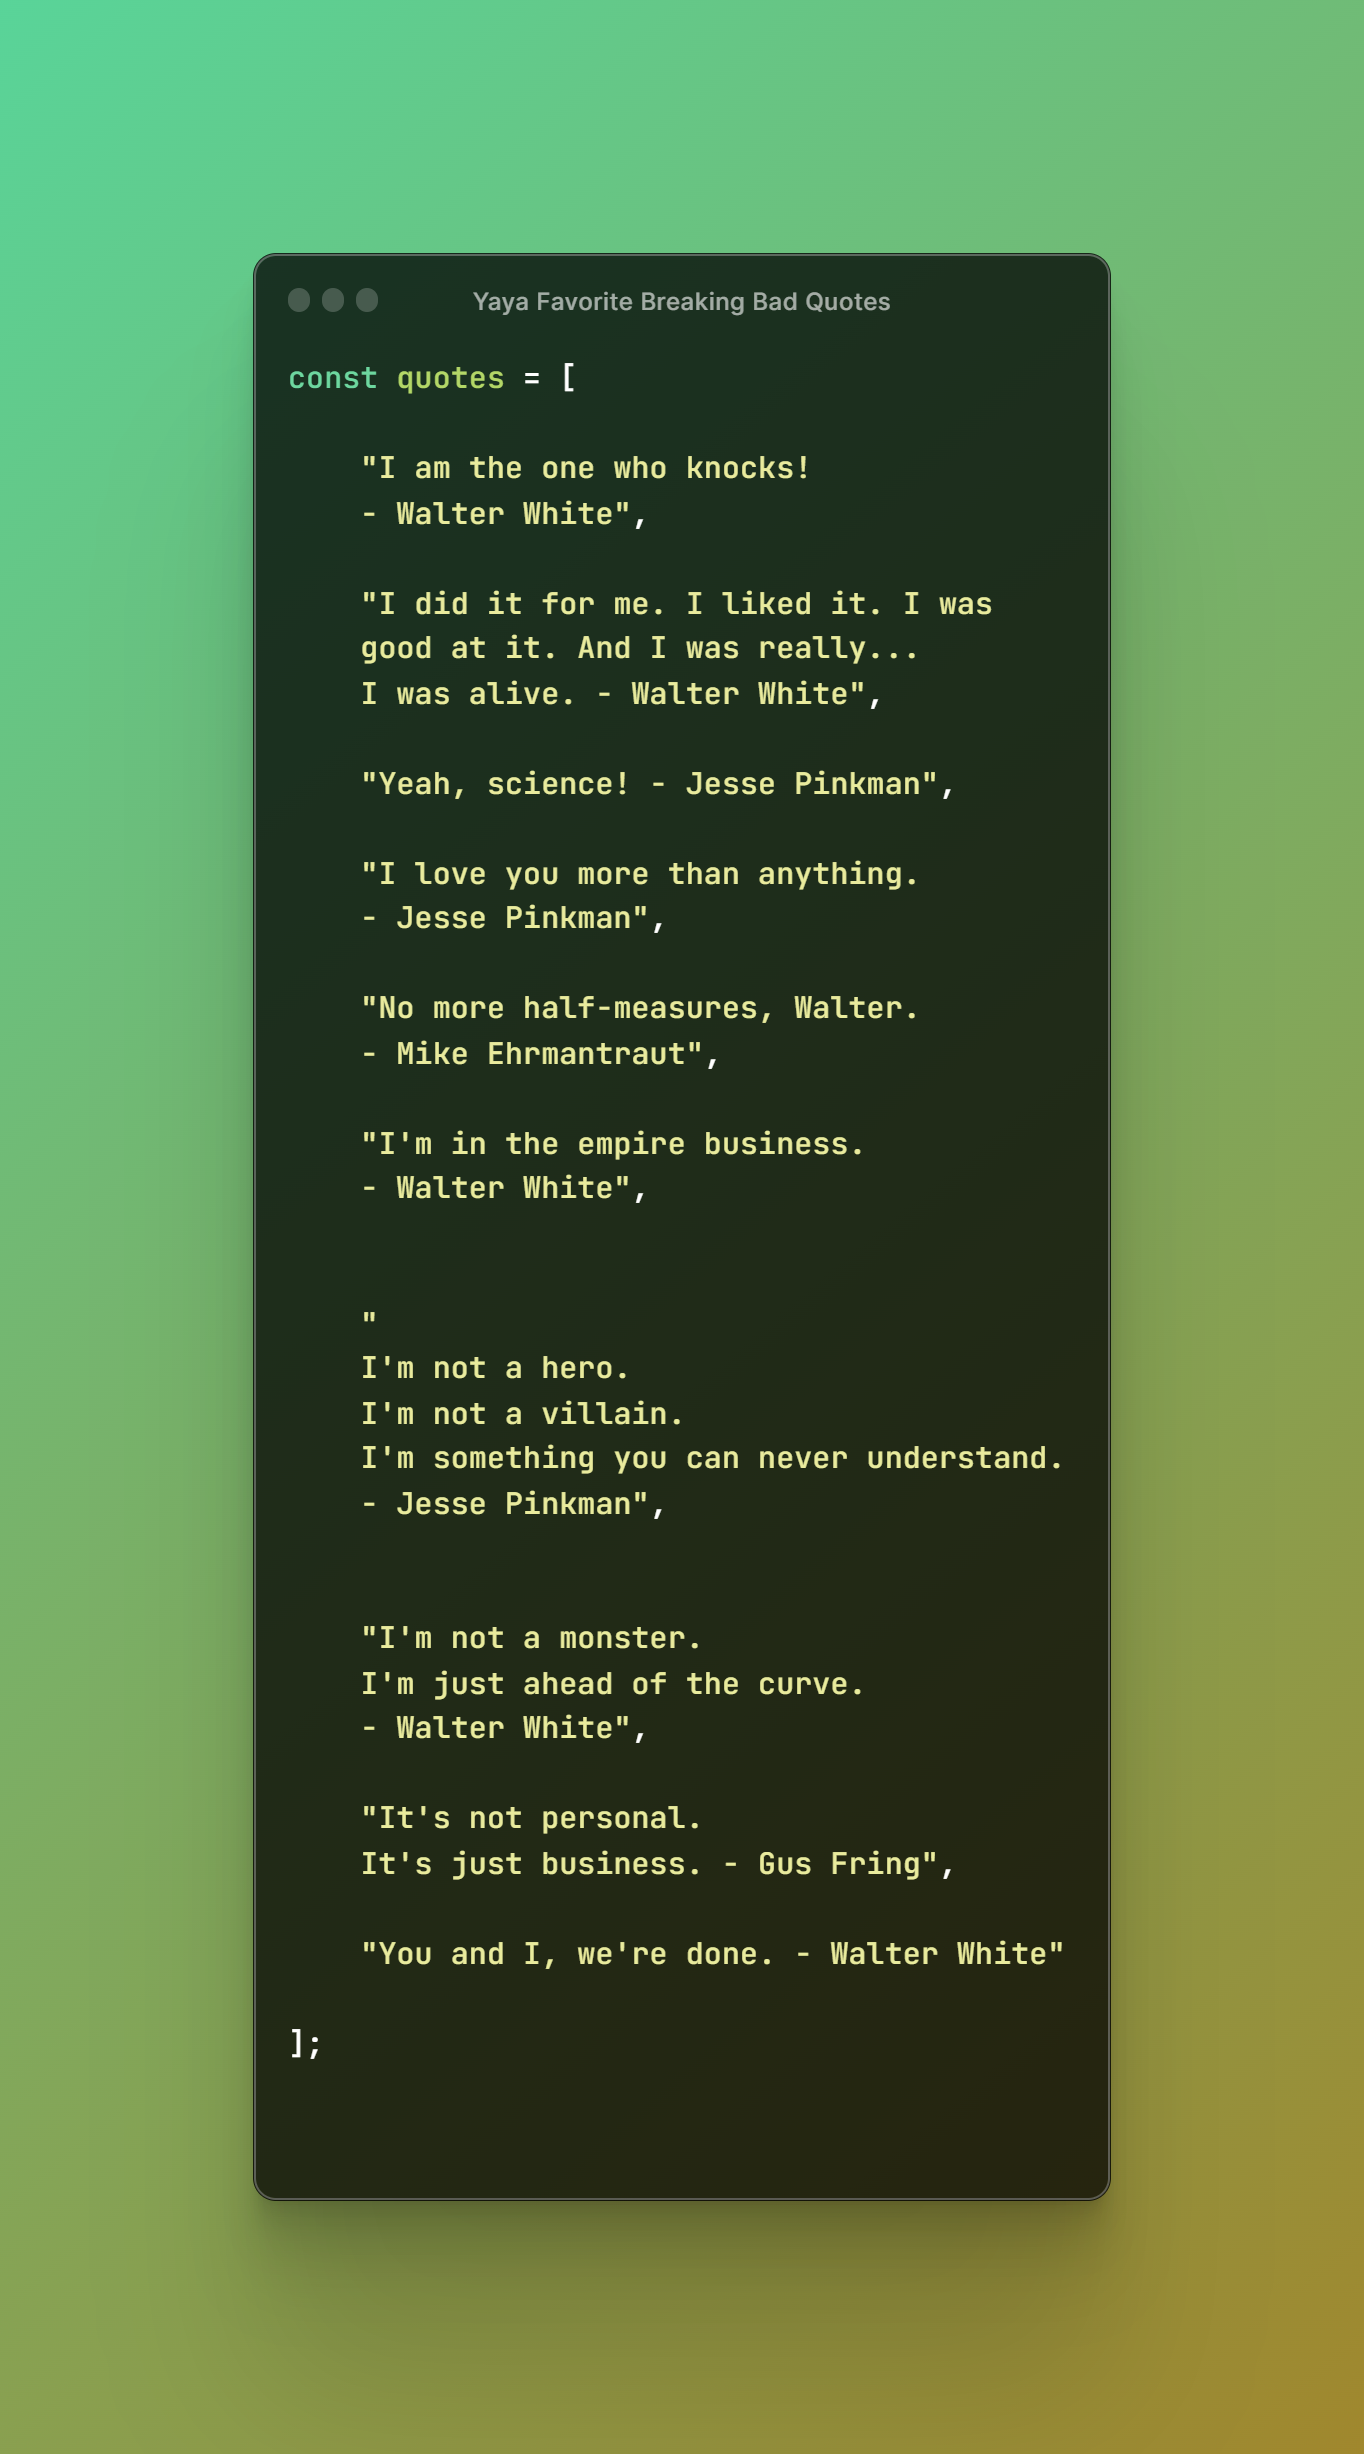 Yaya Favorite Breaking Bad Quotes
const quotes = [
"I am the one who knocks!
- Walter White",
"I did it for me. I liked it. I was
good at it. And I was really...
I was alive. - Walter White",
"Yeah, science! - Jesse Pinkman",
"I love you more than anything.
- Jesse Pinkman",
"No more half-measures, Walter.
- Mike Ehrmantraut",
"I'm in the empire business.
- Walter White",
"
I'm not a hero.
I'm not a villain.
I'm something you can never understand.
- Jesse Pinkman",
"I'm not a monster.
I'm just ahead of the curve.
- Walter White",
"It's not personal.
It's just business. - Gus Fring",
"You and I, we're done. - Walter White"
];